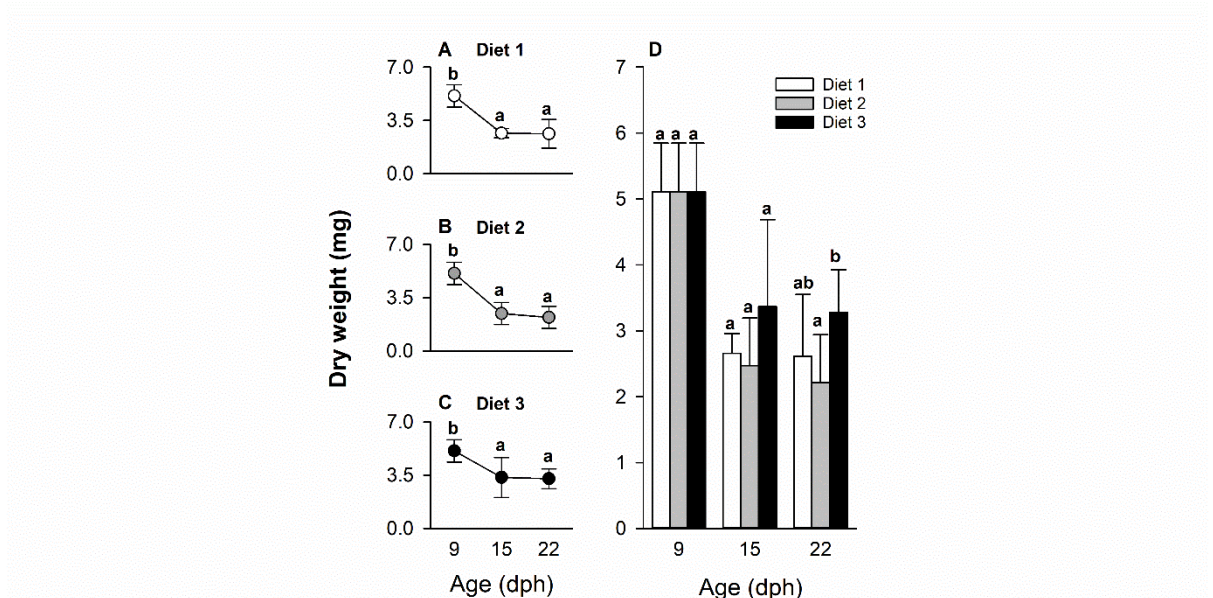 A Diet 1
7.0
3.5
0.0
b
a
a
B Diet 2
7.0
3.5
0.0
b
a
a
C Diet 3
7.0
3.5
0.0
b
a
a
9 15 22
Age (dph)
Dry weight (mg)
D
7
6
5
4
3
2
1
0
Diet 1
Diet 2
Diet 3
a a a
a a a
ab a b
9 15 22
Age (dph)